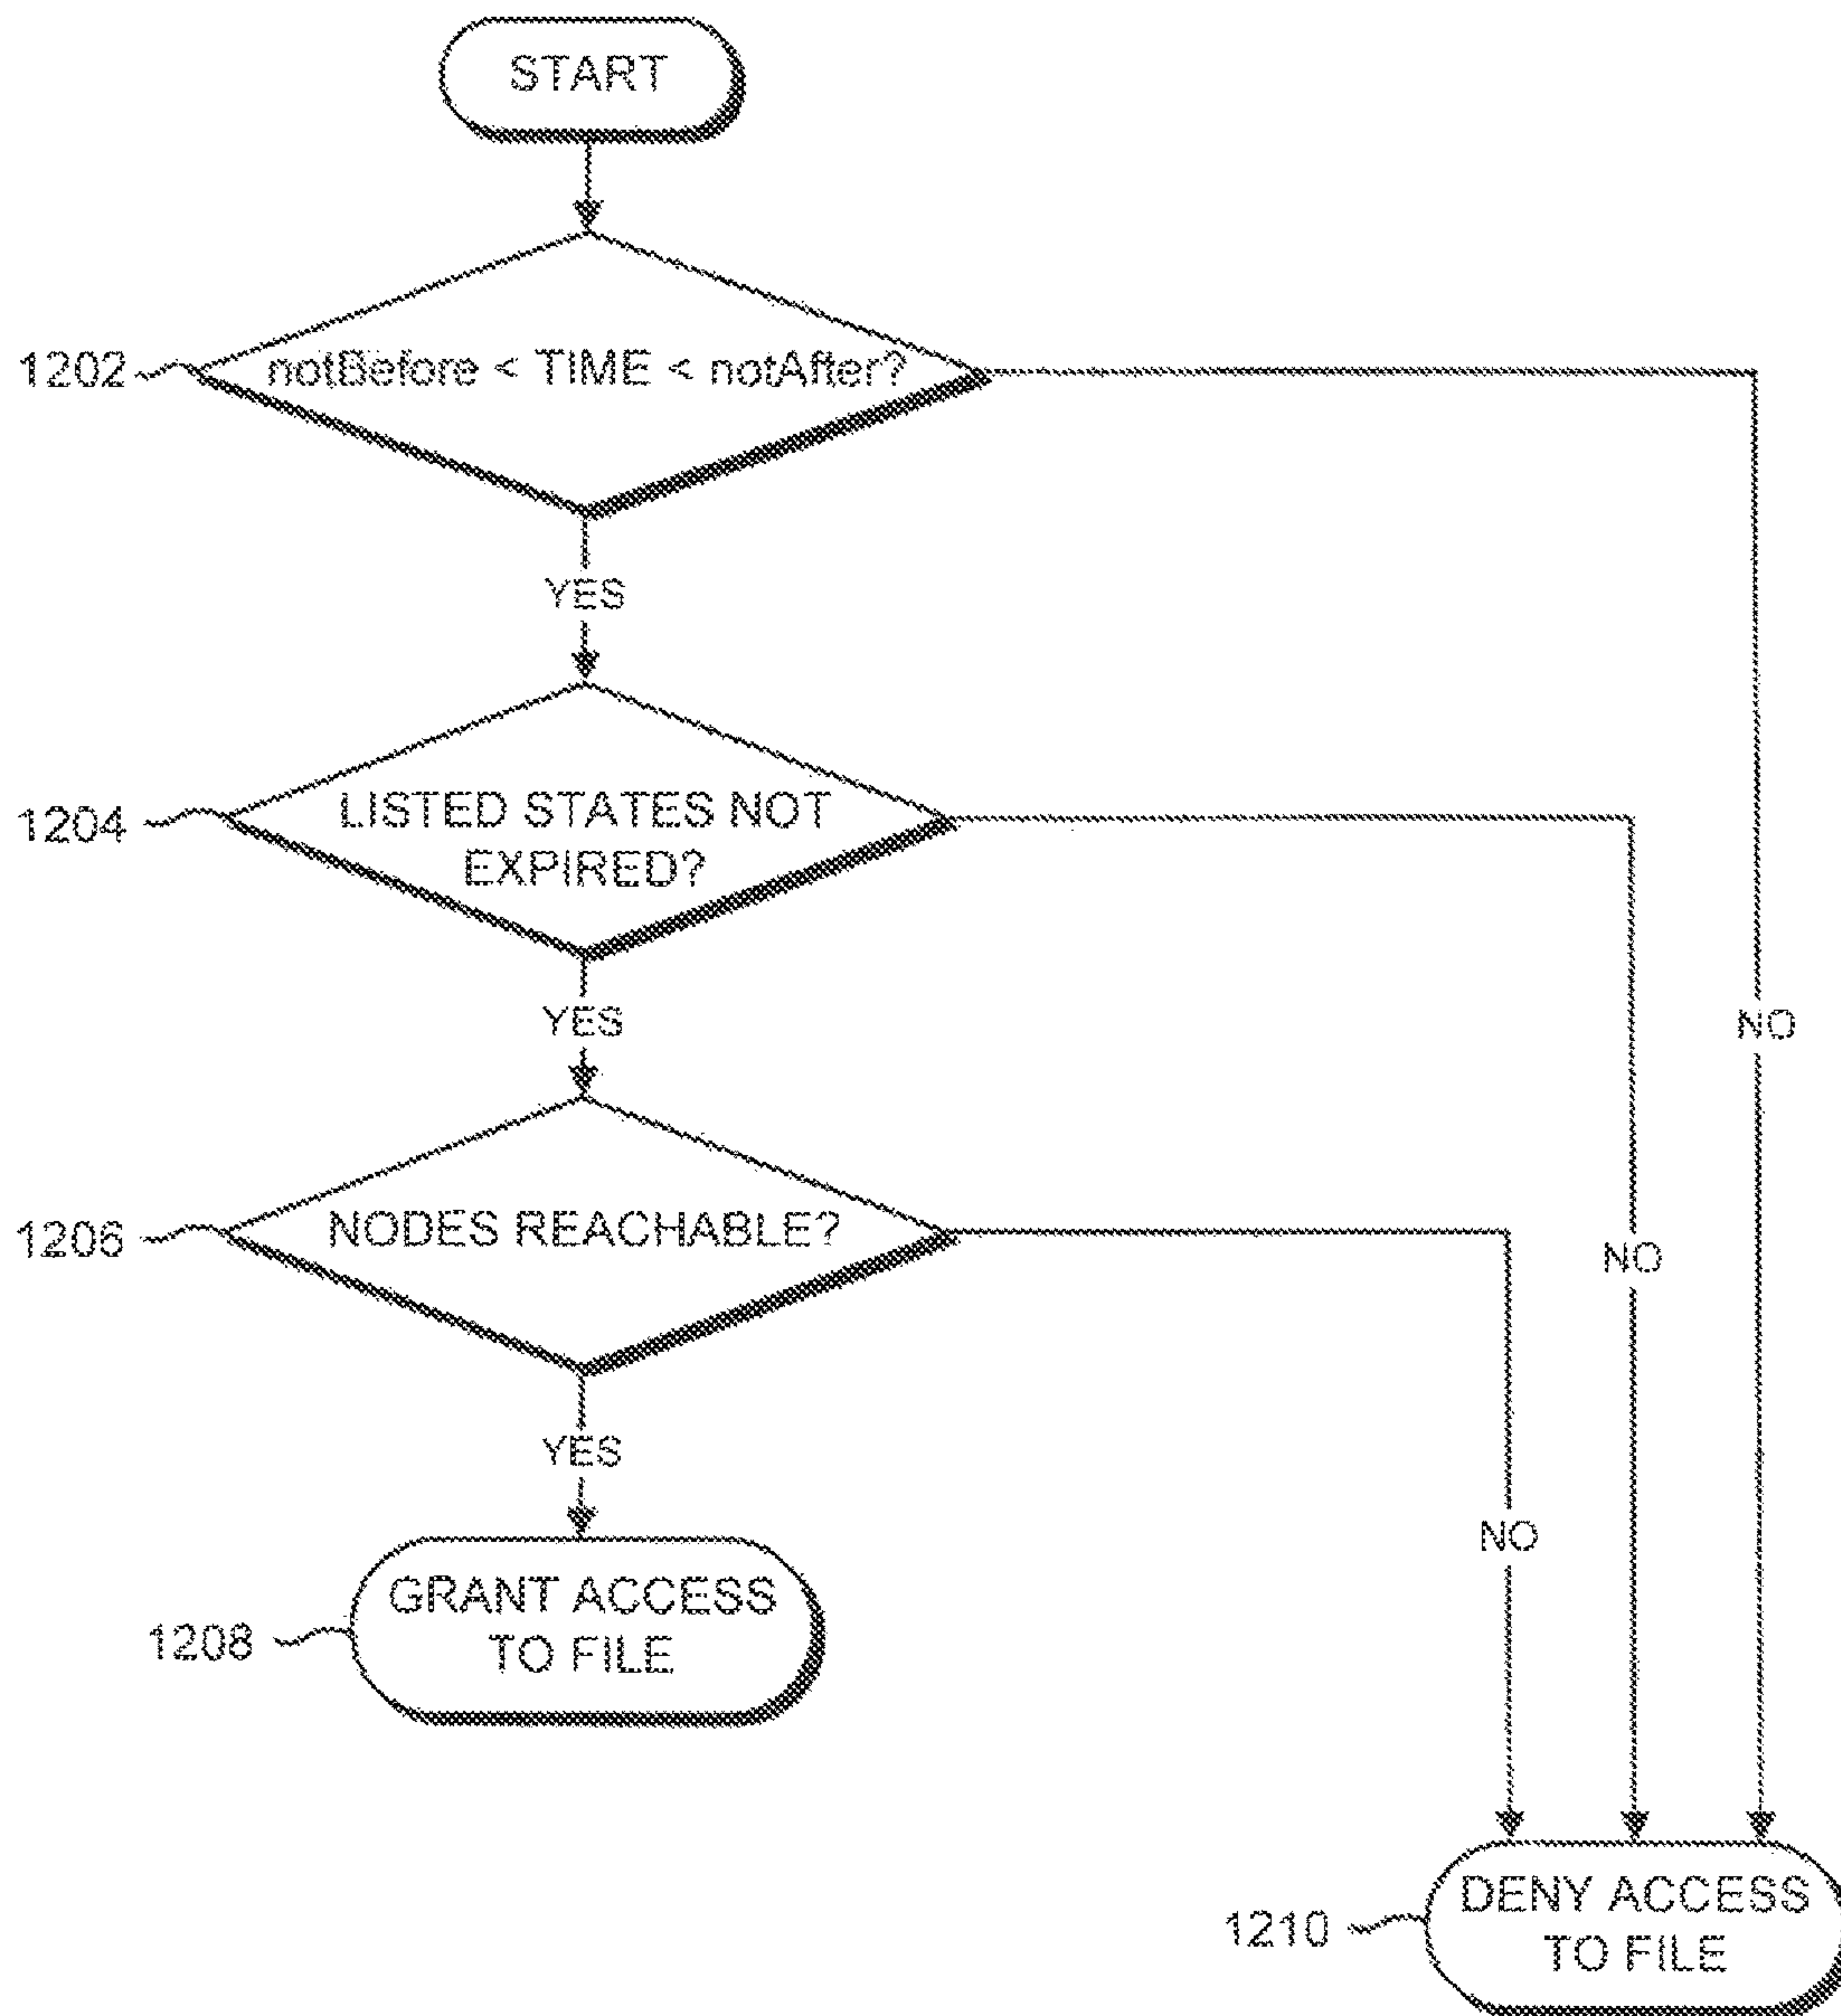 START
1202
notBefore < TIME < notAfter?
YES
1204
LISTED STATES NOT
EXPIRED?
YES
NO
1206
NODES REACHABLE?
NO
YES
NO
1208
GRANT ACCESS
TO FILE
1210
DENY ACCESS
TO FILE